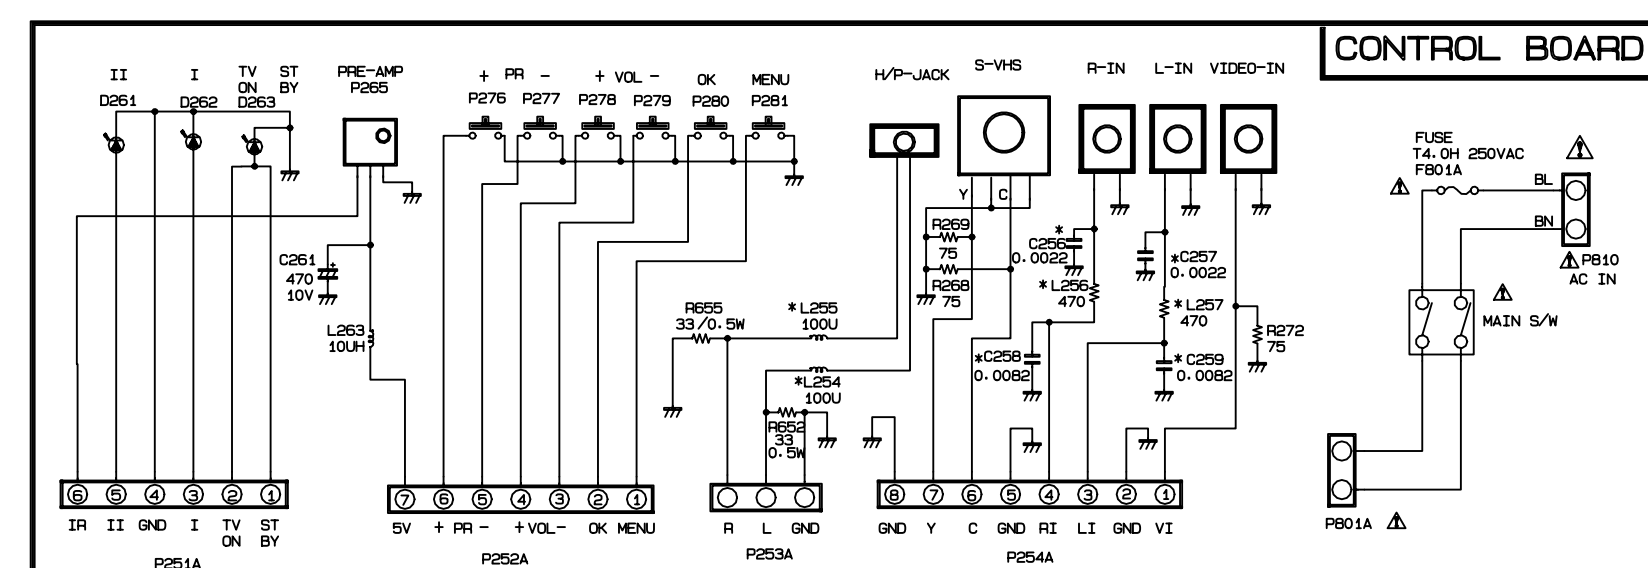 CONTROL BOARD
II
I
TV ON
ST BY
D261
D262
D263
PRE-AMP
P265
+ PR -
+ VOL -
OK
MENU
P276
P277
P278
P279
P280
P281
H/P-JACK
S-VHS
R-IN
L-IN
VIDEO-IN
FUSE
T4.0H 250VAC
F801A
BL
BN
P810
AC IN
MAIN S/W
Y
C
R269
75
R268
75
*
C256
0.0022
*L256
470
*C257
0.0022
*L257
470
*C258
0.0082
*C259
0.0082
R272
75
C261
+
470
10V
L263
10UH
R655
33/0.5W
*L255
100U
*L254
100U
R652
33
0.5W
6 5 4 3 2 1
IR II GND I TV ON ST BY
P251A
7 6 5 4 3 2 1
5V + PR - +VOL- OK MENU
P252A
R L GND
P253A
8 7 6 5 4 3 2 1
GND Y C GND RI LI GND VI
P254A
P801A